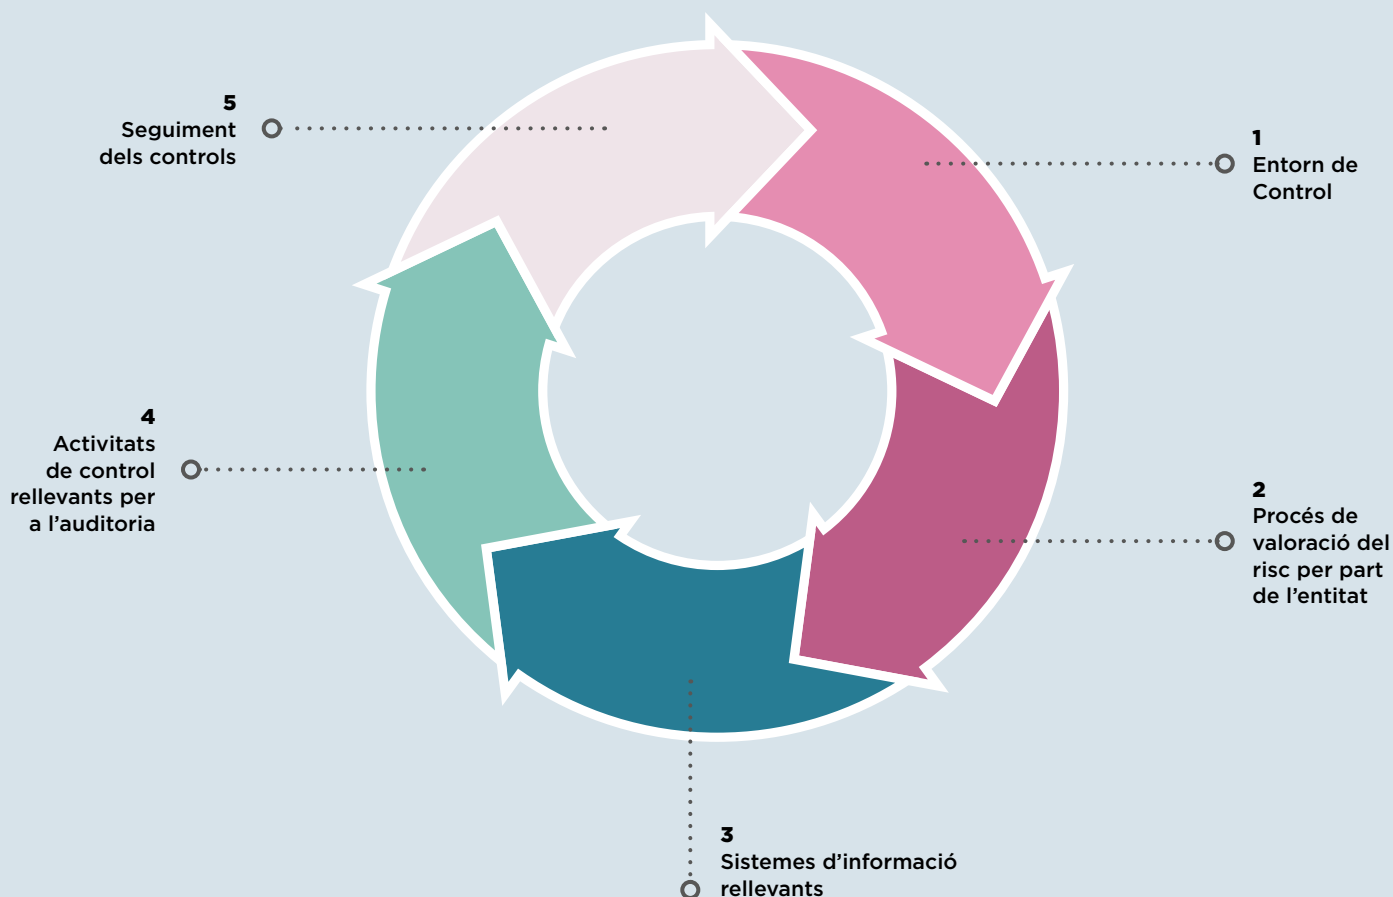 1
Entorn de
Control
2
Procés de
valoració del
risc per part
de l’entitat
3
Sistemes d’informació
rellevants
4
Activitats
de control
rellevants per
a l’auditoria
5
Seguiment
dels controls